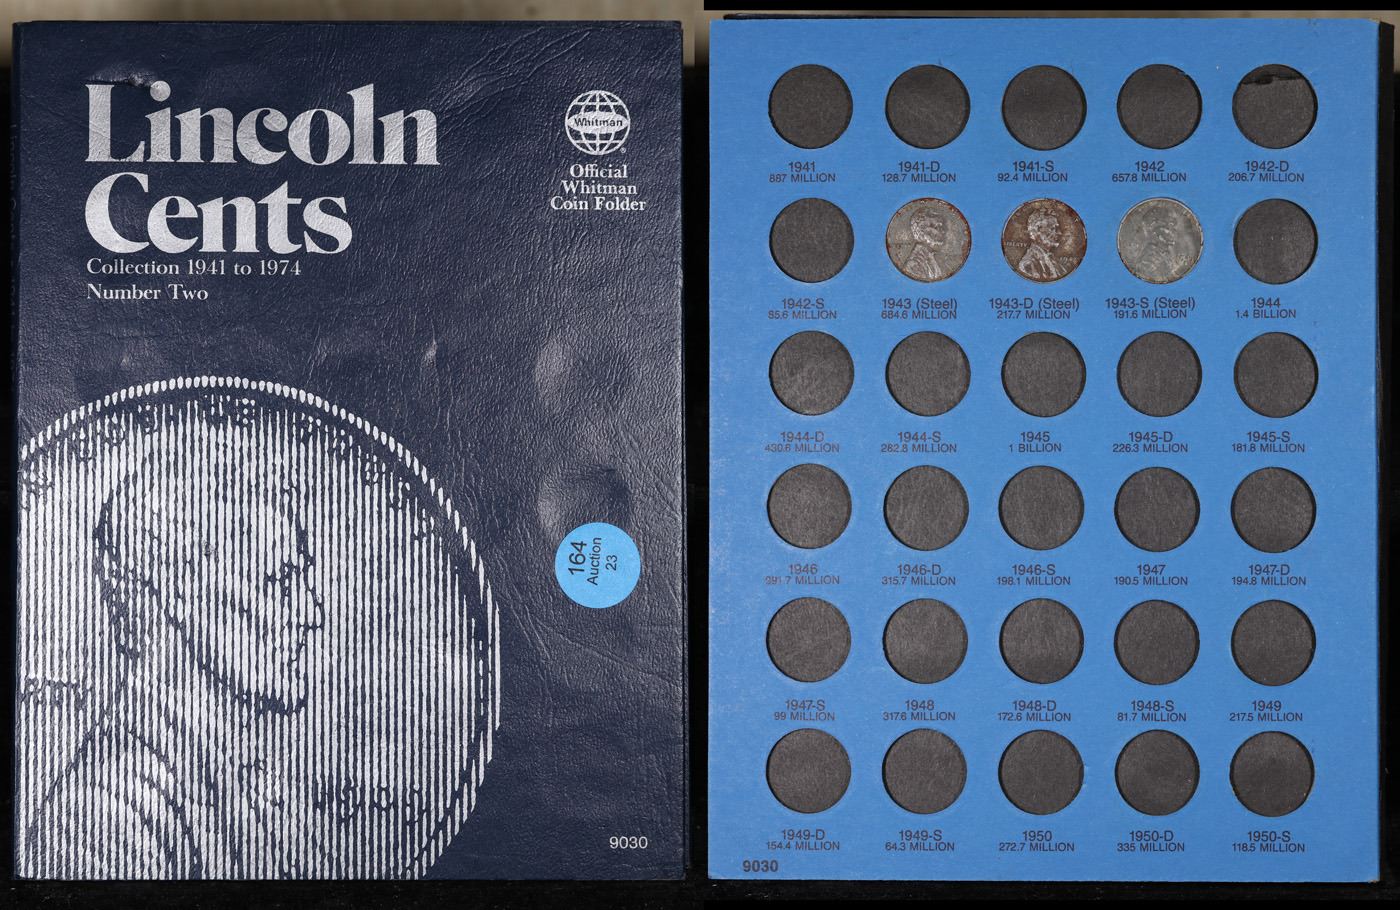 Lincoln
Cents
Collection 1941 to 1974
Number Two
Whitman
®
Official
Whitman
Coin Folder
164
Auction
23
9030
1941
887 MILLION
1941-D
128.7 MILLION
1941-S
92.4 MILLION
1942
657.8 MILLION
1942-D
206.7 MILLION
1942-S
85.6 MILLION
1943 (Steel)
684.6 MILLION
1943-D (Steel)
217.7 MILLION
1943-S (Steel)
191.6 MILLION
1944
1.4 BILLION
1944-D
430.6 MILLION
1944-S
282.8 MILLION
1945
1 BILLION
1945-D
226.3 MILLION
1945-S
181.8 MILLION
1946
991.7 MILLION
1946-D
315.7 MILLION
1946-S
198.1 MILLION
1947
190.5 MILLION
1947-D
194.8 MILLION
1947-S
99 MILLION
1948
317.6 MILLION
1948-D
172.6 MILLION
1948-S
81.7 MILLION
1949
217.5 MILLION
1949-D
154.4 MILLION
1949-S
64.3 MILLION
1950
272.7 MILLION
1950-D
335 MILLION
1950-S
118.5 MILLION
9030